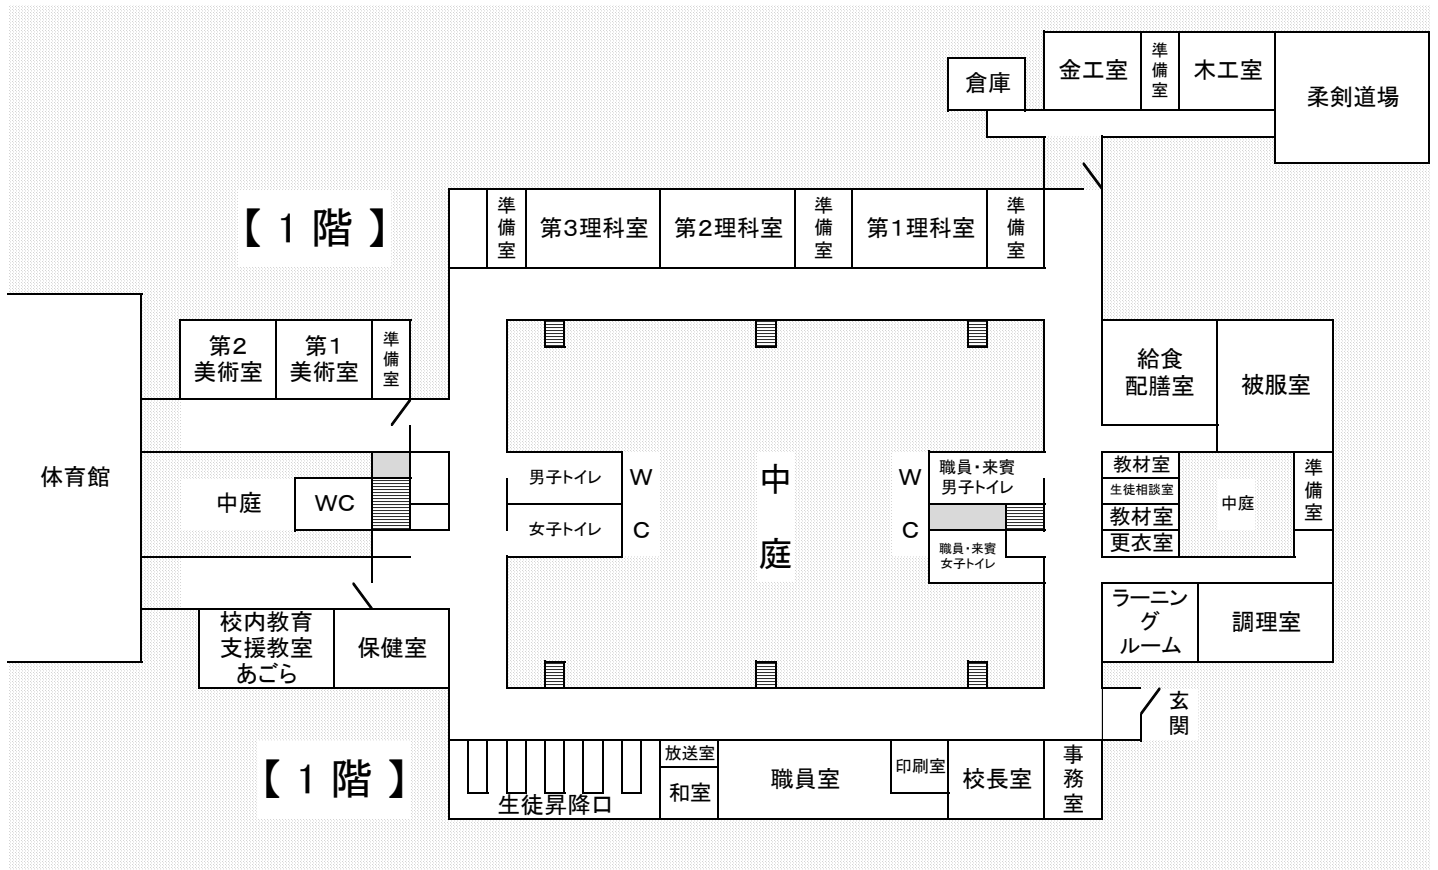 倉庫
金工室
準備室
木工室
柔剣道場
【１階】
準備室
第３理科室
第２理科室
準備室
第１理科室
準備室
第２
美術室
第１
美術室
準備室
給食
配膳室
被服室
体育館
中庭
WC
男子トイレ
女子トイレ
WC
中庭
WC
職員・来賓
男子トイレ
職員・来賓
女子トイレ
教材室
生徒相談室
教材室
更衣室
中庭
準備室
校内教育
支援教室
あごら
保健室
ラーニン
グ
ルーム
調理室
玄関
【１階】
生徒昇降口
放送室
和室
職員室
印刷室
校長室
事務室